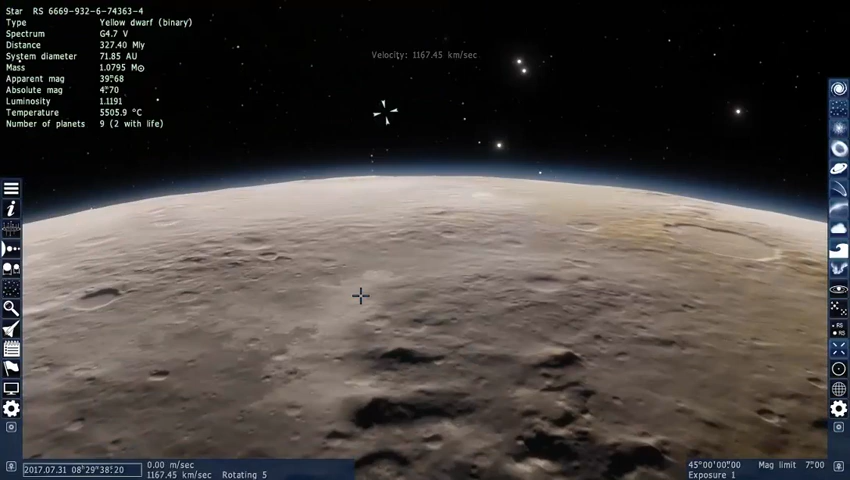 Star RS 6669-932-6-74363-4
Type Yellow dwarf (binary)
Spectrum G4.7 V
Distance 327.40 Mly
System diameter 71.85 AU
Mass 1.0795 M☉
Apparent mag 39.68
Absolute mag 4.70
Luminosity 1.1191
Temperature 5505.9 °C
Number of planets 9 (2 with life)
Velocity: 1167.45 km/sec
RS
RS
2017.07.31 08:29:38.20
0.00 m/sec
1167.45 km/sec Rotating 5
45°00'00"00 Mag limit 7.00
Exposure 1